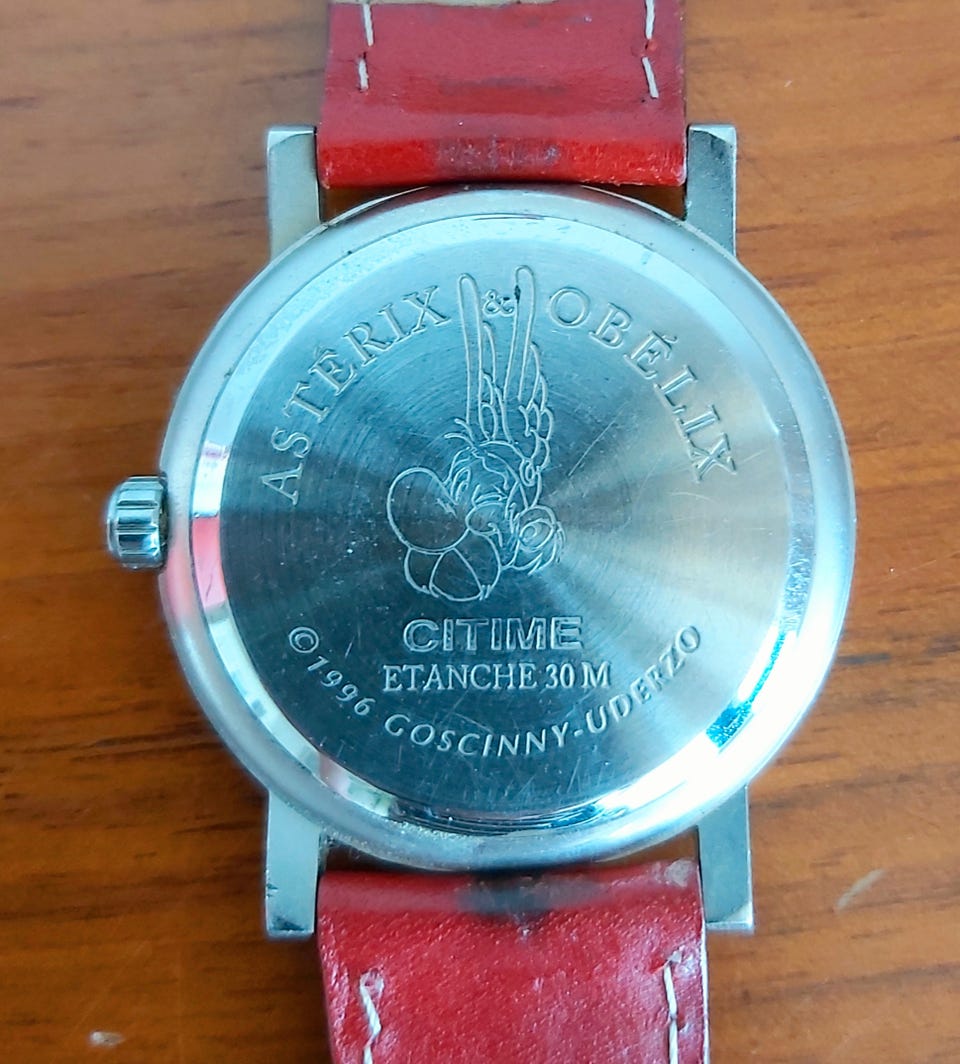 ASTÉRIX & OBÉLIX
CITIME
ETANCHE 30 M
©1996 GOSCINNY-UDERZO